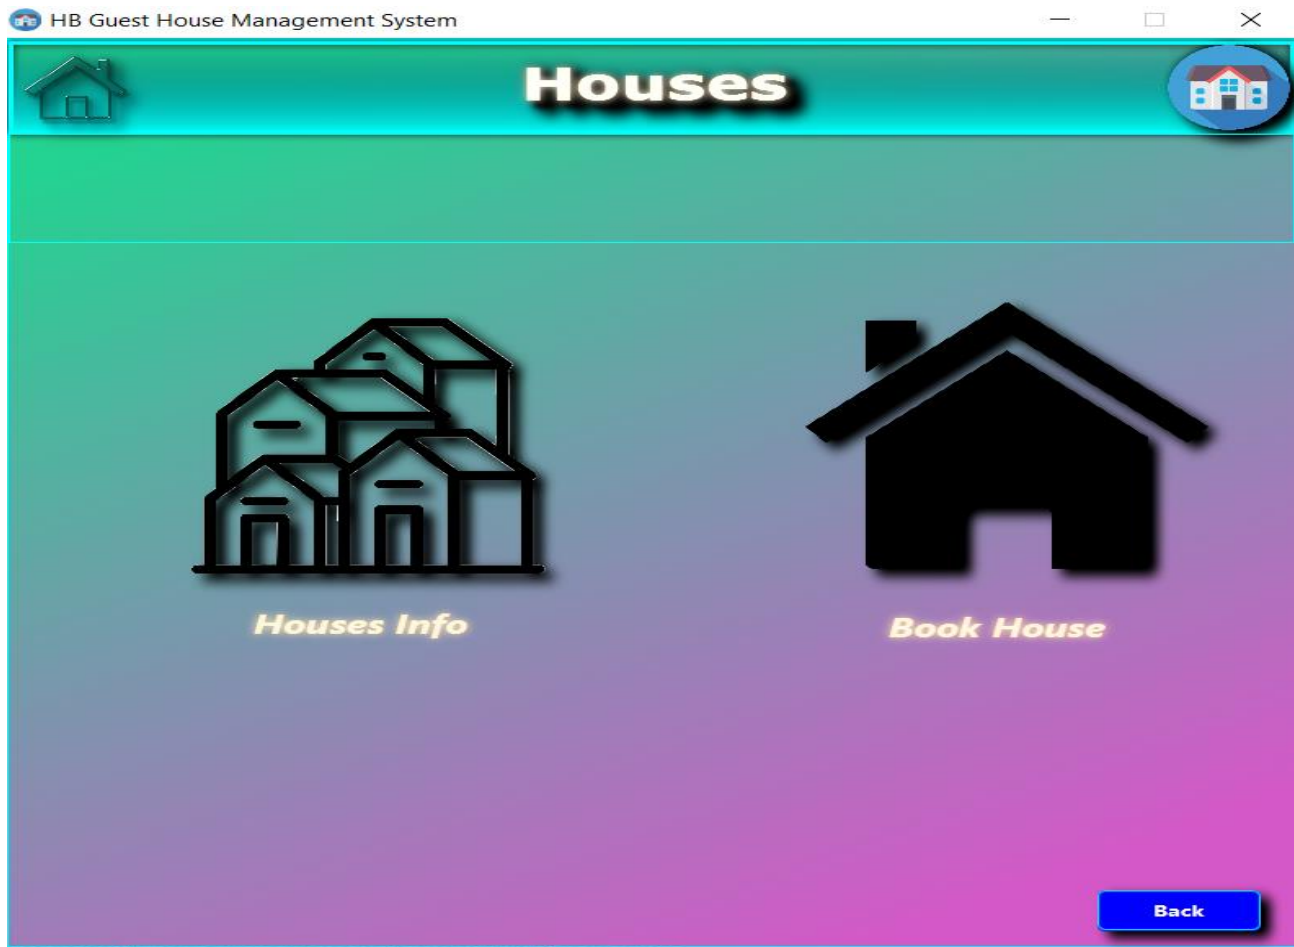 HB Guest House Management System
Houses
Houses Info
Book House
Back